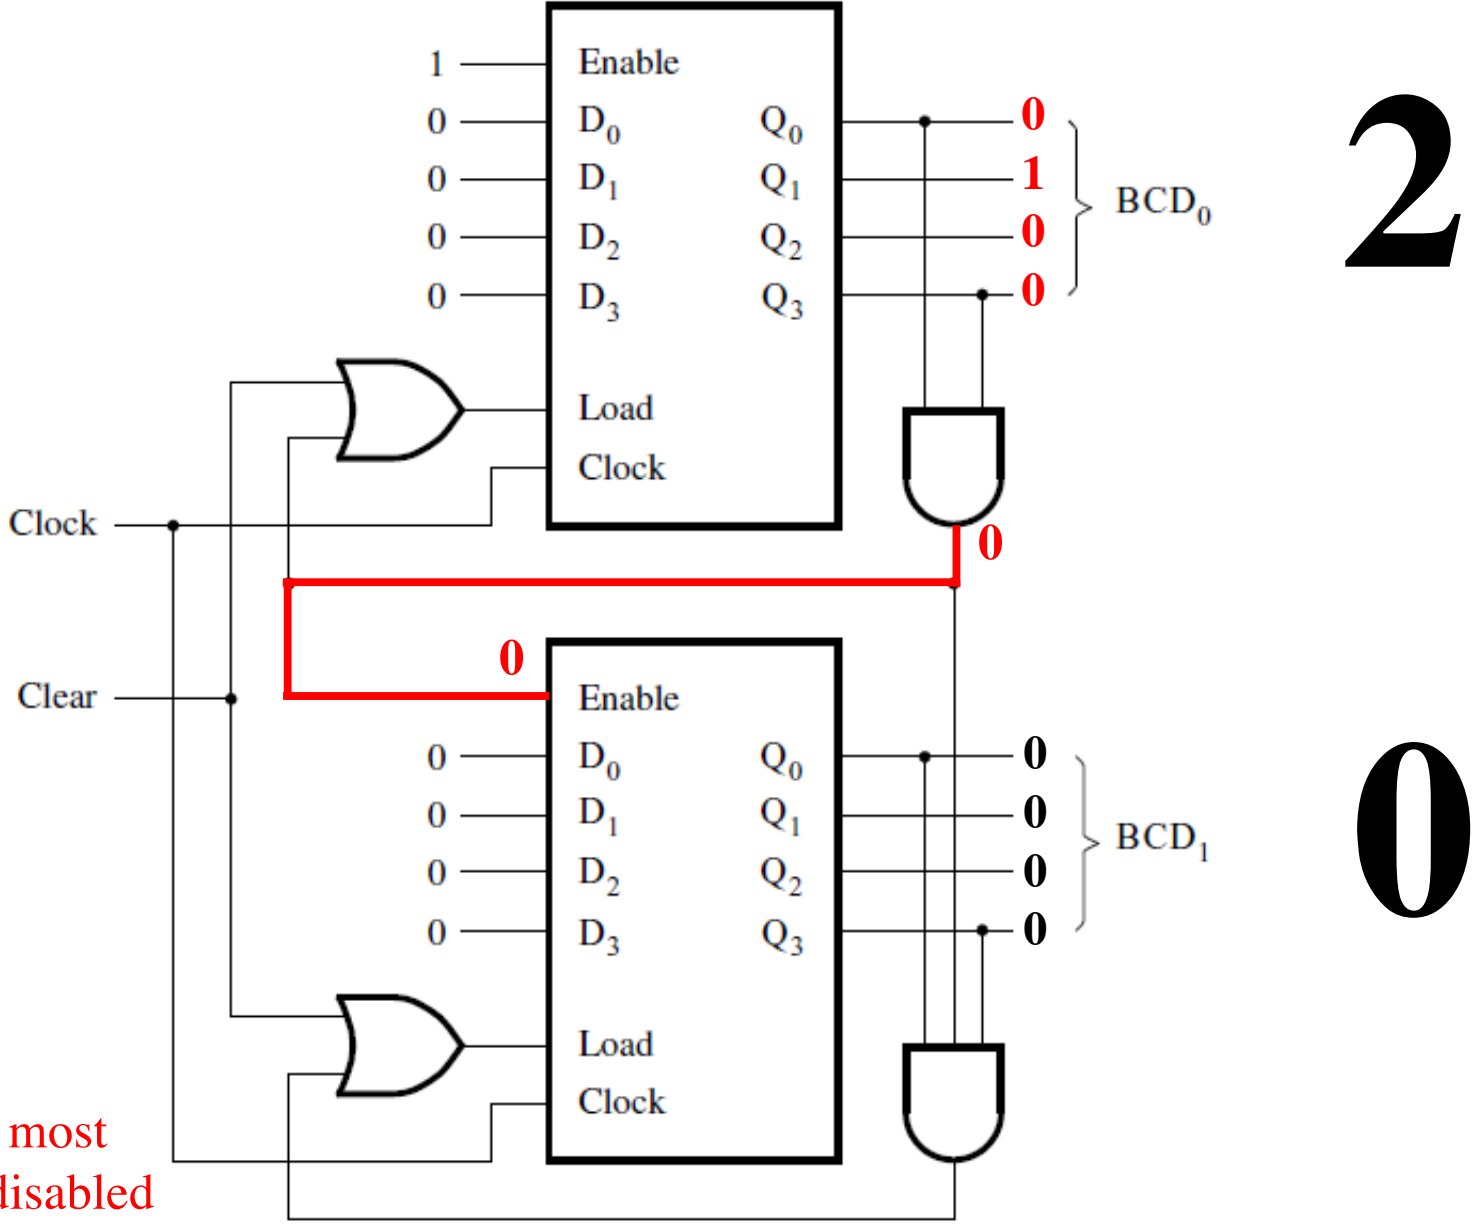 1 Enable
0 D0 Q0 0
0 D1 Q1 1
0 D2 Q2 0
0 D3 Q3 0
BCD0
2
Load
Clock
Clock
0
0
Clear
Enable
0 D0 Q0 0
0 D1 Q1 0
0 D2 Q2 0
0 D3 Q3 0
BCD1
0
Load
Clock
most
disabled